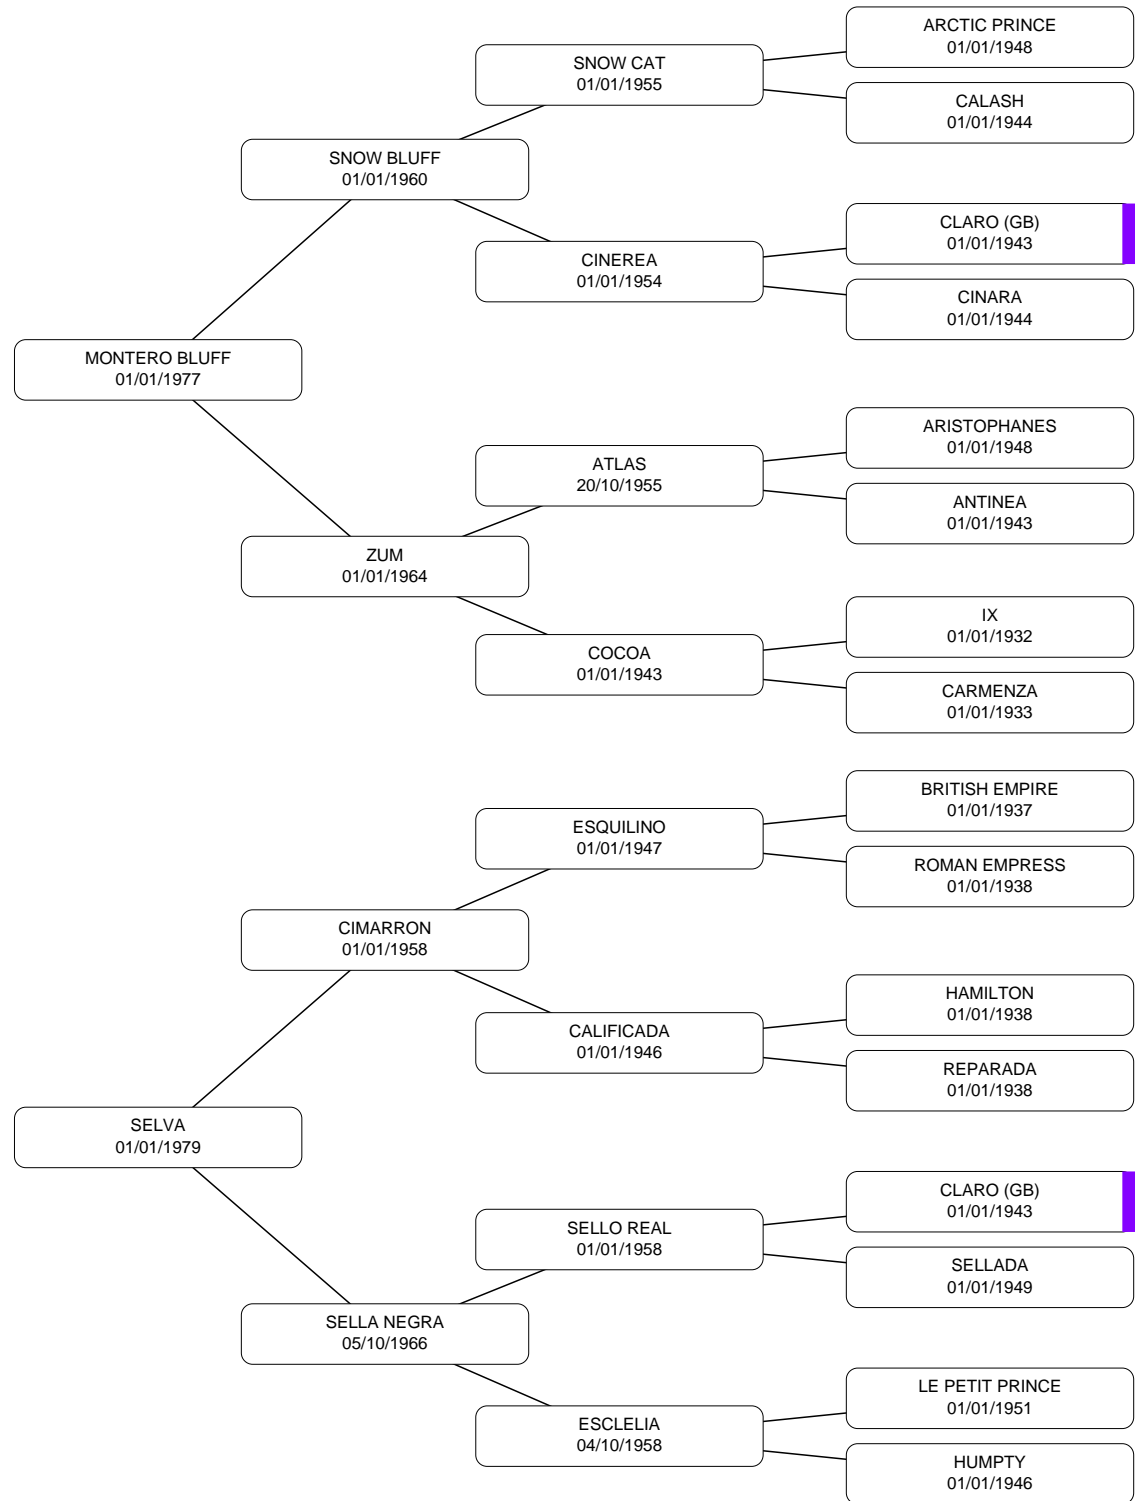 ARCTIC PRINCE
01/01/1948
SNOW CAT
01/01/1955
CALASH
01/01/1944
SNOW BLUFF
01/01/1960
CLARO (GB)
01/01/1943
CINEREA
01/01/1954
CINARA
01/01/1944
MONTERO BLUFF
01/01/1977
ARISTOPHANES
01/01/1948
ATLAS
20/10/1955
ANTINEA
01/01/1943
ZUM
01/01/1964
IX
01/01/1932
COCOA
01/01/1943
CARMENZA
01/01/1933
BRITISH EMPIRE
01/01/1937
ESQUILINO
01/01/1947
ROMAN EMPRESS
01/01/1938
CIMARRON
01/01/1958
HAMILTON
01/01/1938
CALIFICADA
01/01/1946
REPARADA
01/01/1938
SELVA
01/01/1979
CLARO (GB)
01/01/1943
SELLO REAL
01/01/1958
SELLADA
01/01/1949
SELLA NEGRA
05/10/1966
LE PETIT PRINCE
01/01/1951
ESCLELIA
04/10/1958
HUMPTY
01/01/1946